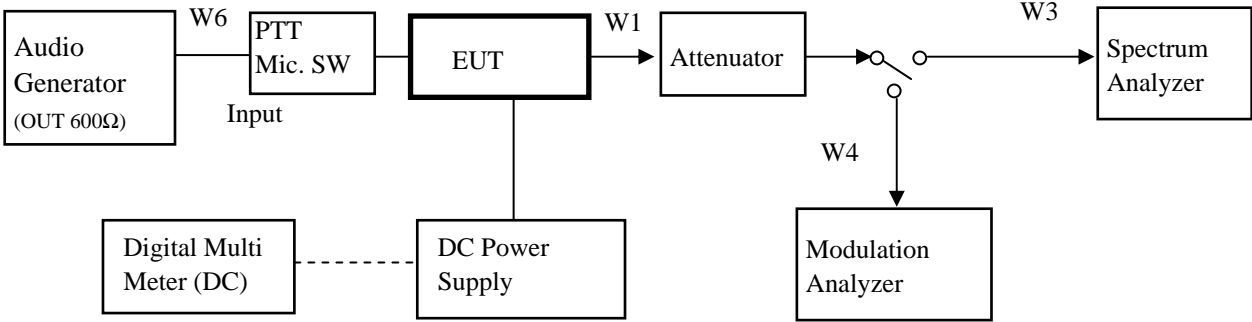 W6
W1
W3
Audio
Generator
(OUT 600Ω)
PTT
Mic. SW
Input
EUT
Attenuator
Spectrum
Analyzer
W4
Digital Multi
Meter (DC)
DC Power
Supply
Modulation
Analyzer